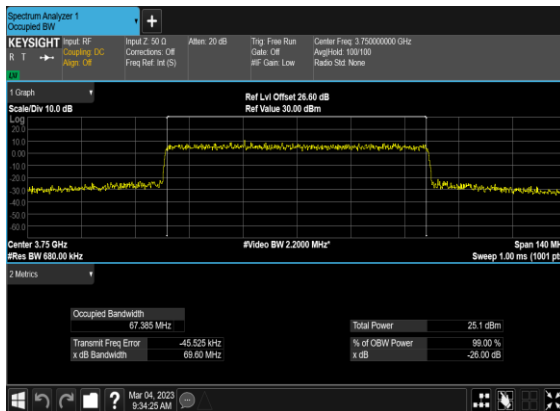 Spectrum Analyzer 1
Occupied BW
KEYSIGHT
R T
Input: RF
Coupling: DC
Align: Off
Input Z: 50 Ω
Corrections: Off
Freq Ref: Int (S)
Atten: 20 dB
Trig: Free Run
Gate: Off
#IF Gain: Low
Center Freq: 3.750000000 GHz
Avg|Hold: 100/100
Radio Std: None
1 Graph
Scale/Div 10.0 dB
Ref Lvl Offset 26.60 dB
Ref Value 30.00 dBm
Log
20.0
10.0
0.00
-10.0
-20.0
-30.0
-40.0
-50.0
-60.0
Center 3.75 GHz
#Res BW 680.00 kHz
#Video BW 2.2000 MHz*
Span 140 MH
Sweep 1.00 ms (1001 pts
2 Metrics
Occupied Bandwidth
67.385 MHz
Transmit Freq Error -45.525 kHz
x dB Bandwidth 69.60 MHz
Total Power 25.1 dBm
% of OBW Power 99.00 %
x dB -26.00 dB
Mar 04, 2023
9:34:25 AM